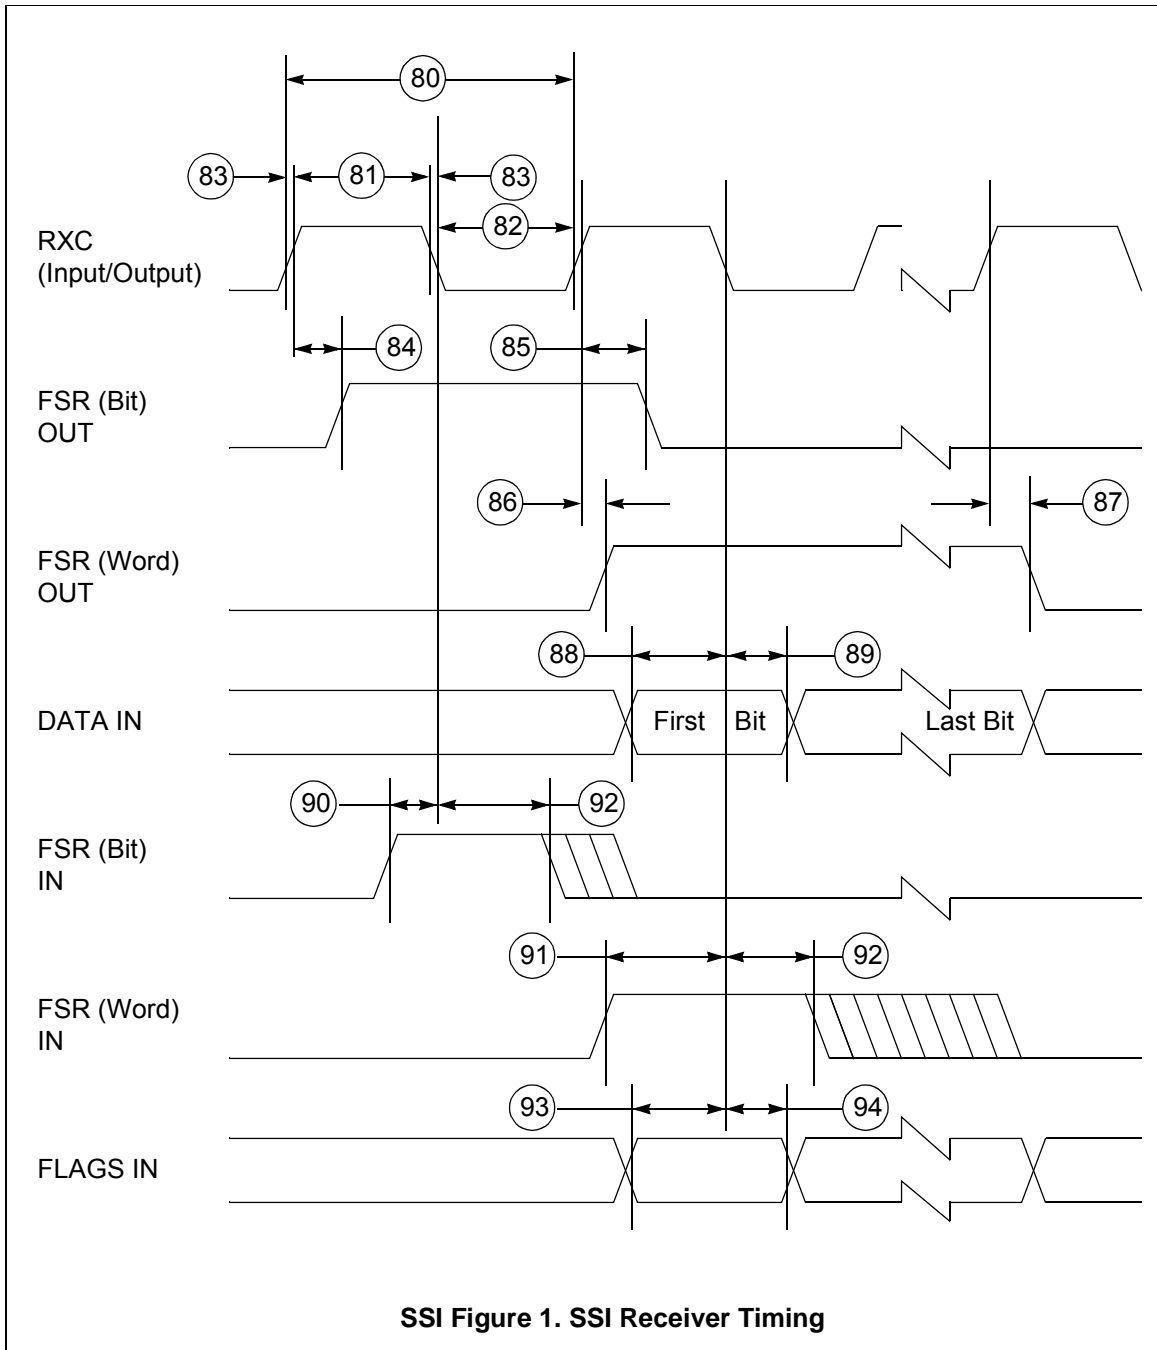 80
83
81
83
82
RXC
(Input/Output)
84
85
FSR (Bit)
OUT
86
87
FSR (Word)
OUT
88
89
DATA IN
First Bit
Last Bit
90
92
FSR (Bit)
IN
91
92
FSR (Word)
IN
93
94
FLAGS IN
SSI Figure 1. SSI Receiver Timing